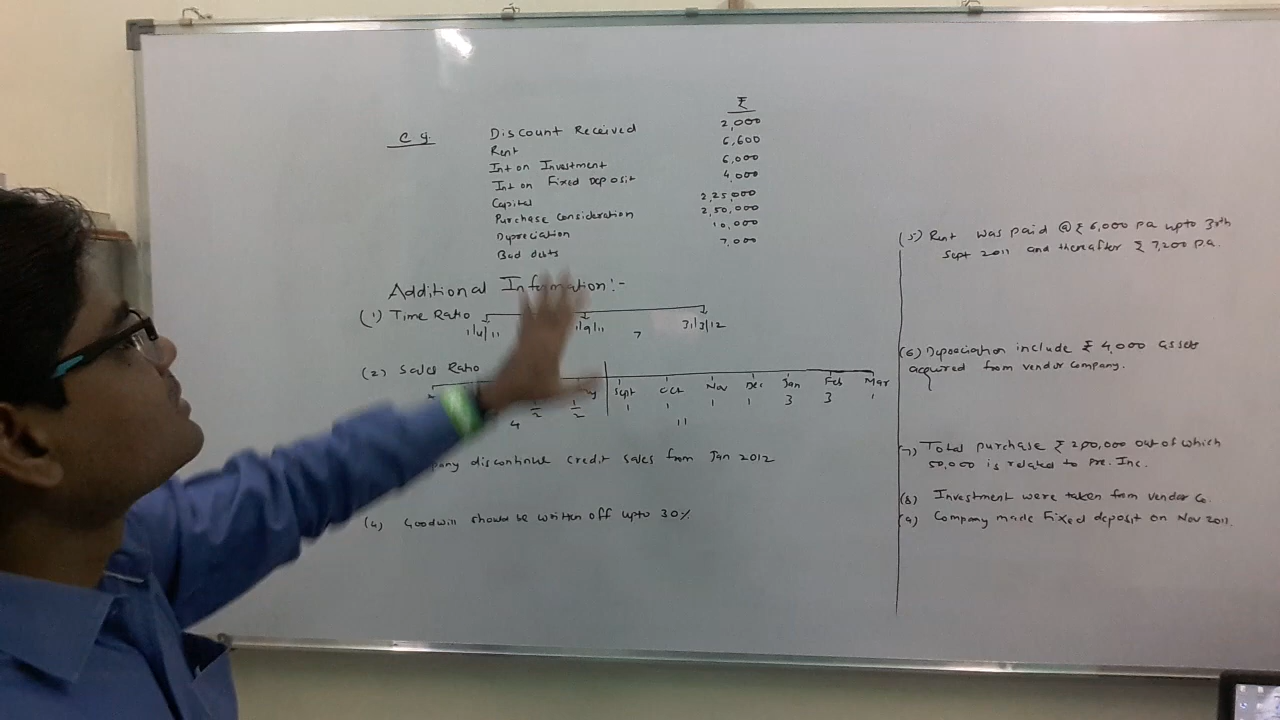 e.g.
₹
Discount Received 2,000
Rent 6,600
Int on Investment 6,000
Int on Fixed Deposit 4,000
Capital 2,25,000
Purchase consideration 2,50,000
Depreciation 10,000
Bad debts 7,000
Additional Information:-
(1) Time Ratio
1/4/11 1/9/11 7 31/3/12
(2) Sales Ratio
Sept Oct Nov Dec Jan Feb Mar
1/2 1/2 1 1 1 1 3 3 1
4 11
discontinue credit sales from Jan 2012
(4) Goodwill should be written off upto 30%
(5) Rent was paid @ ₹ 6,000 pa upto 30th
Sept 2011 and thereafter ₹ 7,200 p.a.
(6) Depreciation include ₹ 4,000 assets
acquired from vendor company.
7) Total purchase ₹ 200,000 out of which
50,000 is related to pre. Inc.
(8) Investment were taken from vendor Co.
(9) Company made Fixed deposit on Nov 2011.